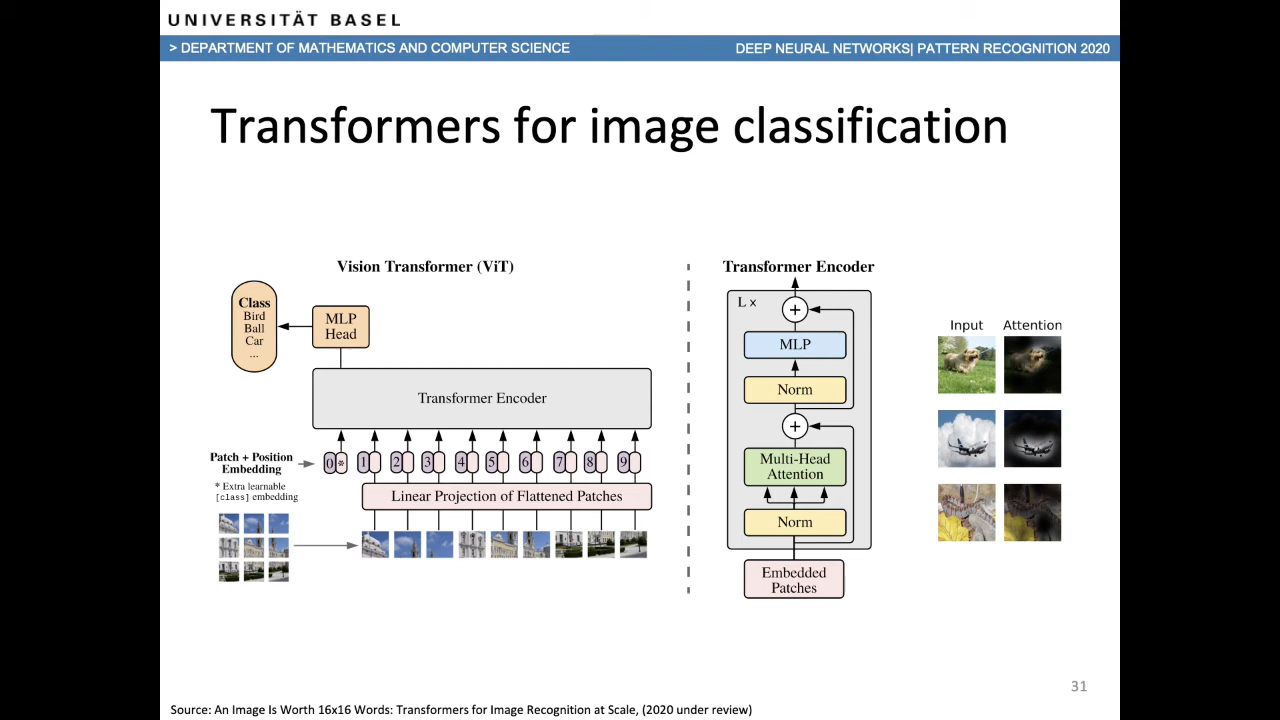 UNIVERSITÄT BASEL
> DEPARTMENT OF MATHEMATICS AND COMPUTER SCIENCE
DEEP NEURAL NETWORKS| PATTERN RECOGNITION 2020
Transformers for image classification
Vision Transformer (ViT)
Class
Bird
Ball
Car
...
MLP
Head
Transformer Encoder
Patch + Position
Embedding
* Extra learnable
[class] embedding
0 * 1 2 3 4 5 6 7 8 9
Linear Projection of Flattened Patches
Transformer Encoder
L x
+
MLP
Norm
+
Multi-Head
Attention
Norm
Embedded
Patches
Input Attention
31
Source: An Image Is Worth 16x16 Words: Transformers for Image Recognition at Scale, (2020 under review)